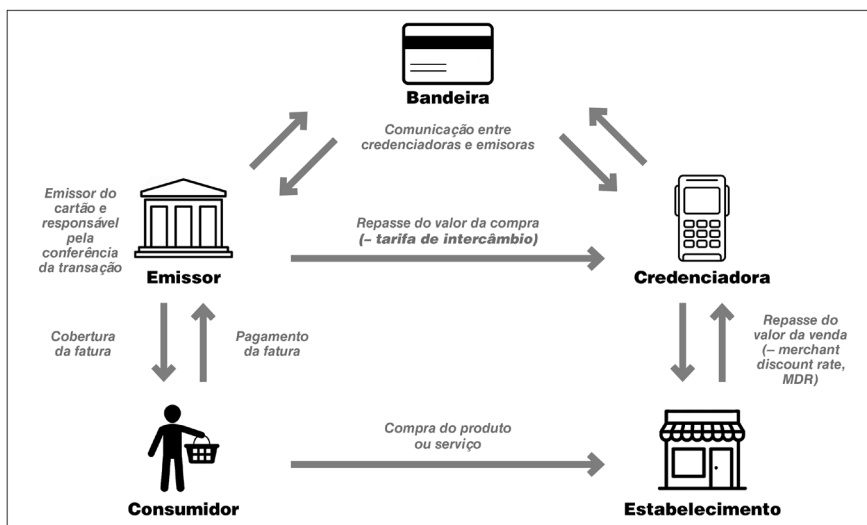 Bandeira
Comunicação entre
credenciadoras e emisoras
Emissor do
cartão e
responsável
pela
conferência
da transação
Emissor
Repasse do valor da compra
(– tarifa de intercâmbio)
Credenciadora
Cobertura
da fatura
Pagamento
da fatura
Repasse do
valor da venda
(– merchant
discount rate,
MDR)
Consumidor
Compra do produto
ou serviço
Estabelecimento